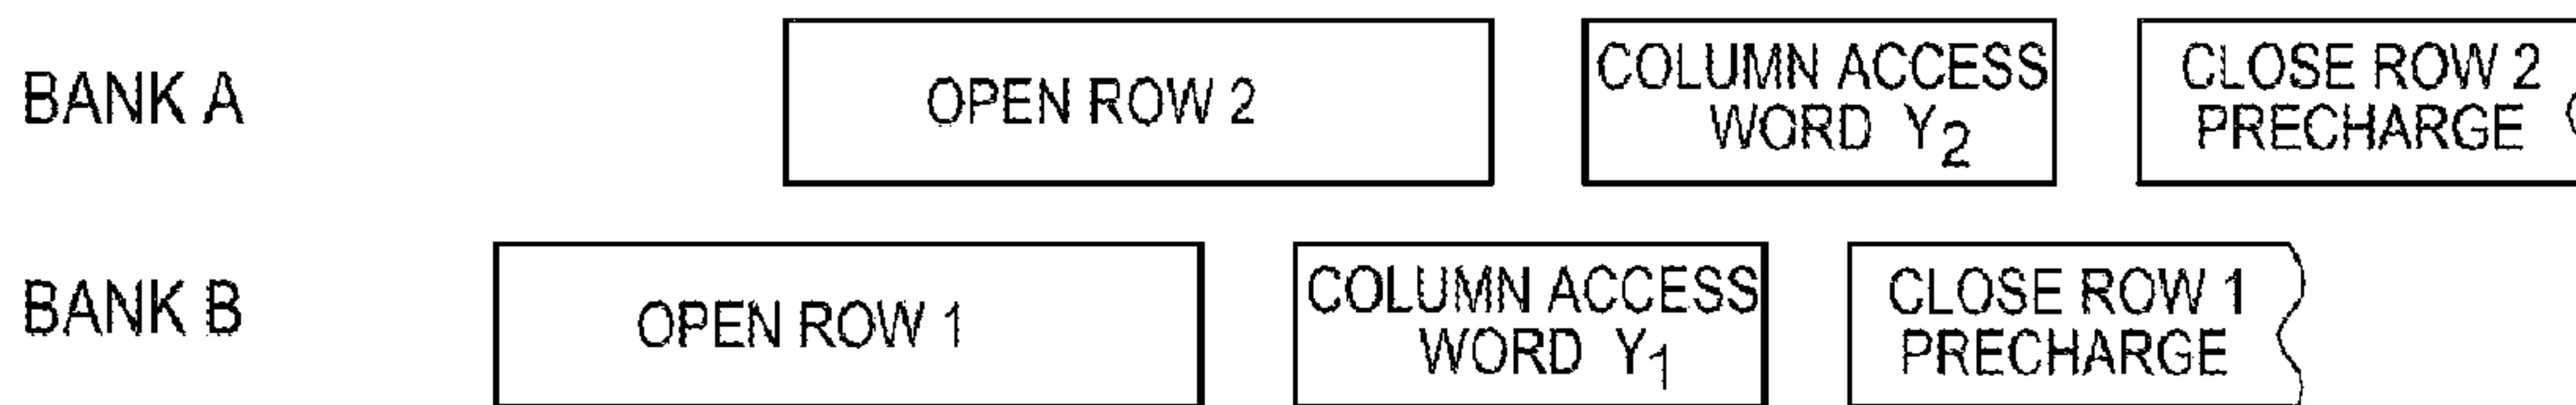 BANK A
OPEN ROW 2
COLUMN ACCESS
WORD Y₂
CLOSE ROW 2
PRECHARGE
BANK B
OPEN ROW 1
COLUMN ACCESS
WORD Y₁
CLOSE ROW 1
PRECHARGE